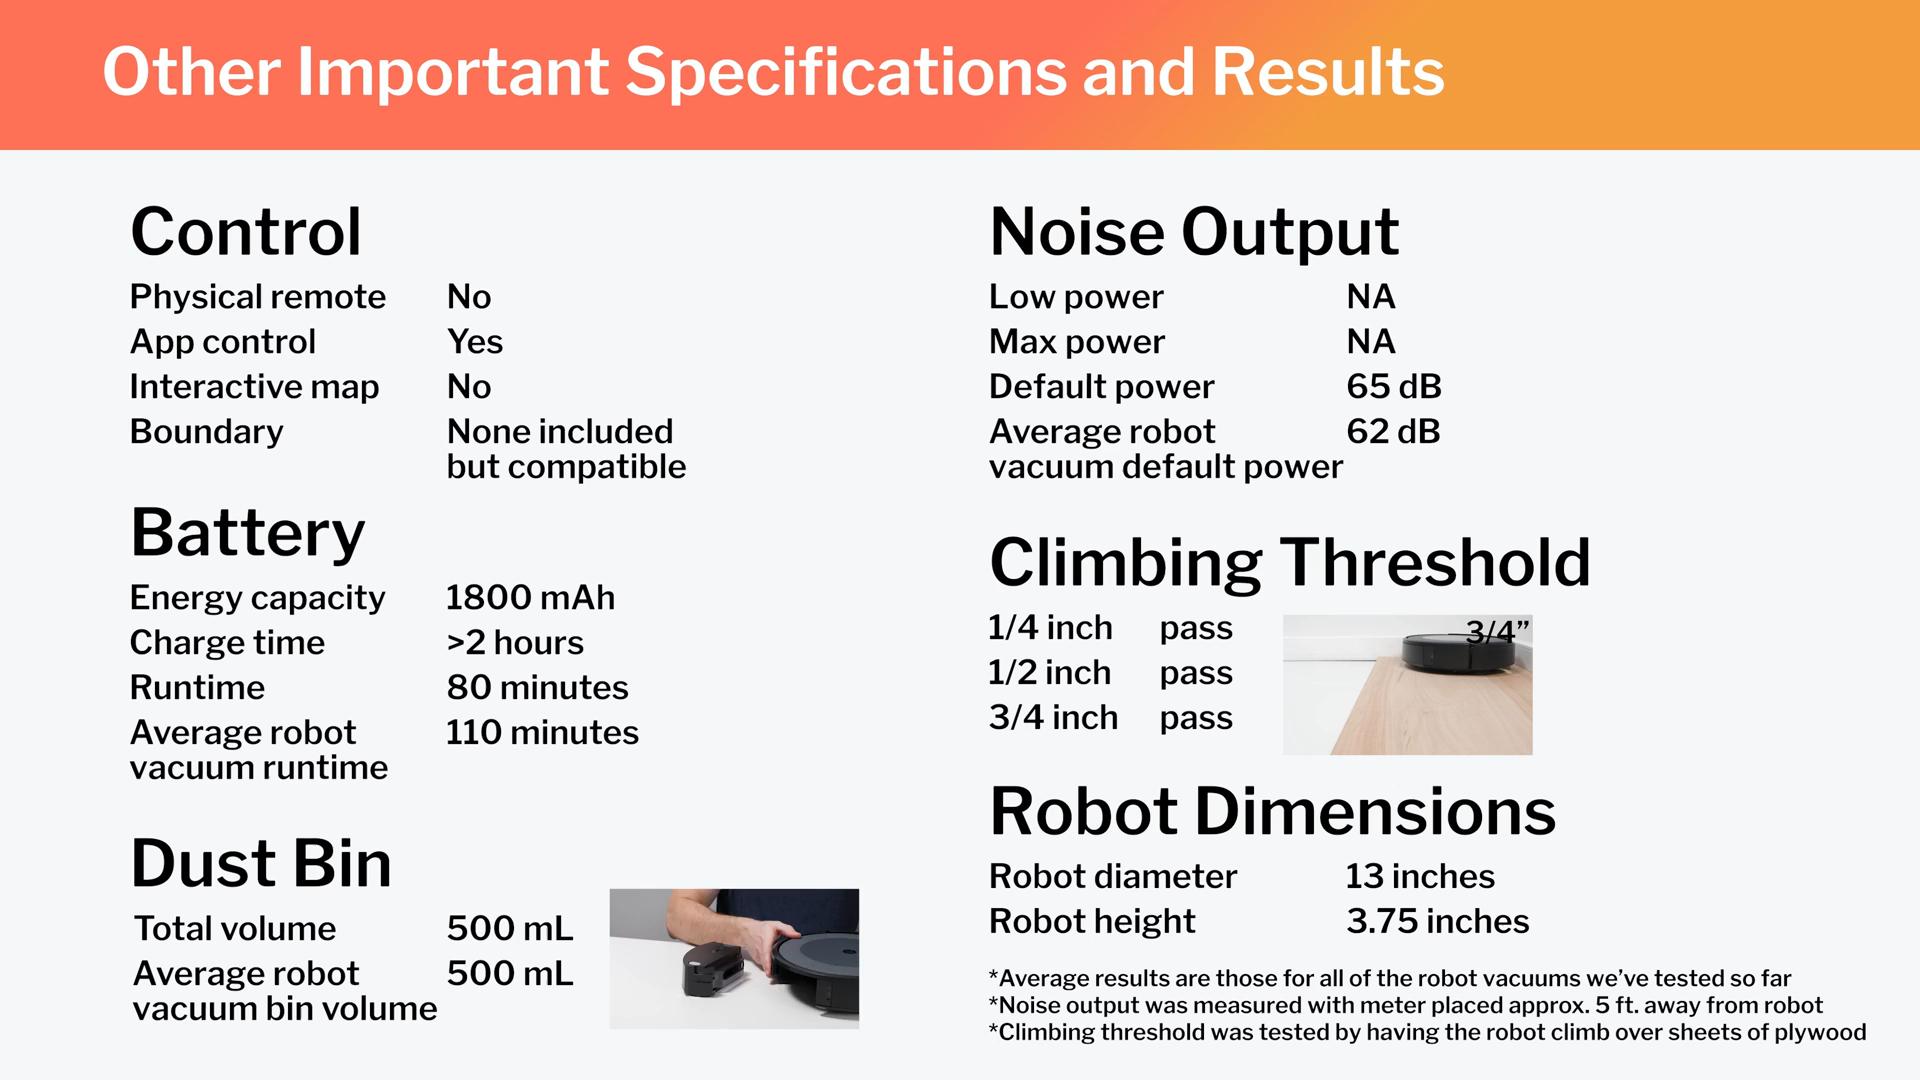 Other Important Specifications and Results
Control
Physical remote No
App control Yes
Interactive map No
Boundary None included
but compatible
Battery
Energy capacity 1800 mAh
Charge time >2 hours
Runtime 80 minutes
Average robot 110 minutes
vacuum runtime
Dust Bin
Total volume 500 mL
Average robot 500 mL
vacuum bin volume
Noise Output
Low power NA
Max power NA
Default power 65 dB
Average robot 62 dB
vacuum default power
Climbing Threshold
1/4 inch pass
1/2 inch pass
3/4 inch pass
3/4”
Robot Dimensions
Robot diameter 13 inches
Robot height 3.75 inches
*Average results are those for all of the robot vacuums we’ve tested so far
*Noise output was measured with meter placed approx. 5 ft. away from robot
*Climbing threshold was tested by having the robot climb over sheets of plywood